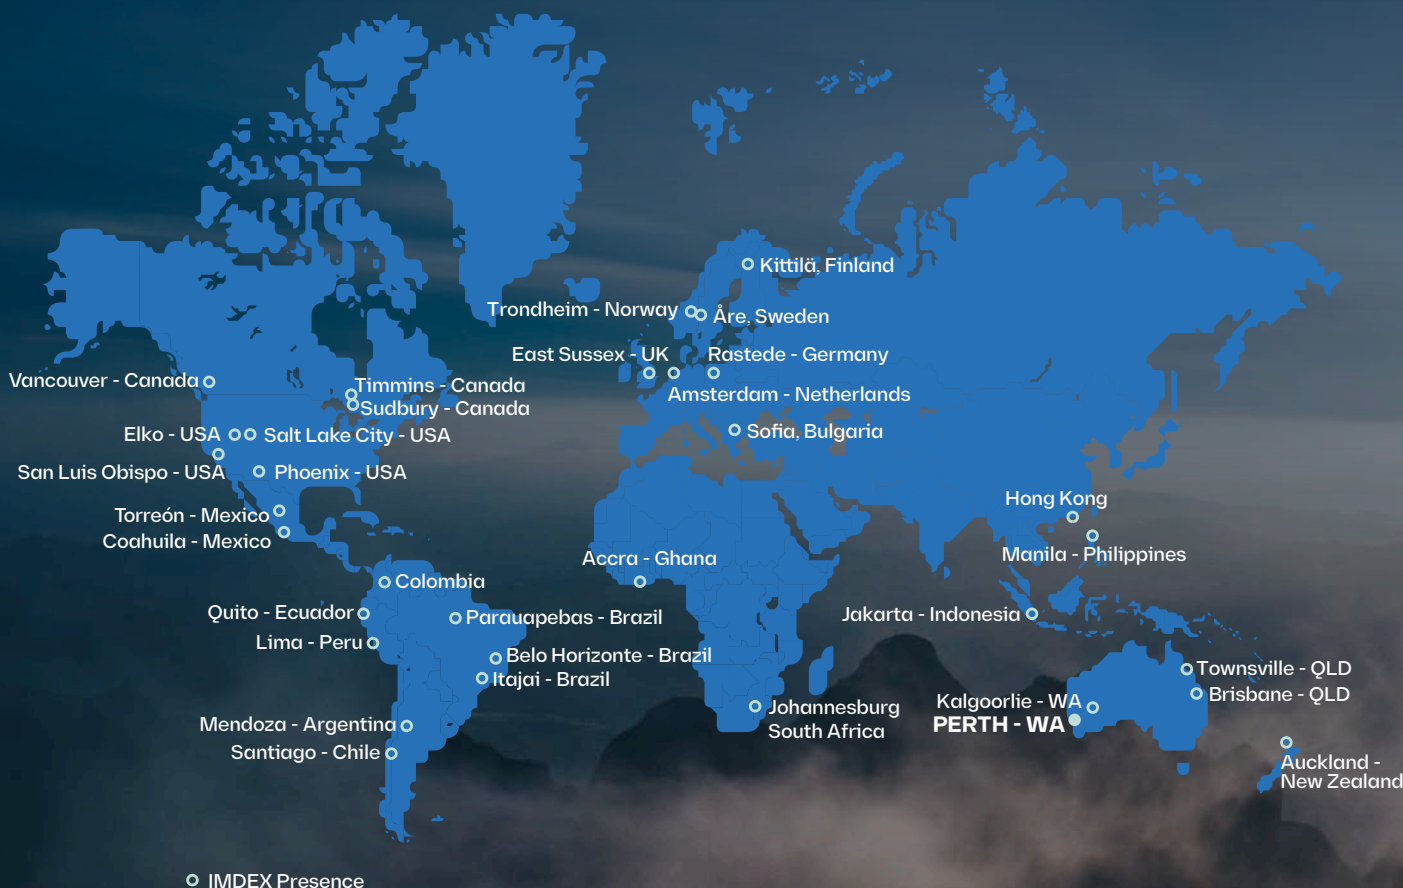 Kittilä, Finland
Trondheim - Norway
Åre, Sweden
East Sussex - UK
Rastede - Germany
Vancouver - Canada
Timmins - Canada
Amsterdam - Netherlands
Sudbury - Canada
Elko - USA
Salt Lake City - USA
Sofia, Bulgaria
San Luis Obispo - USA
Phoenix - USA
Hong Kong
Torreón - Mexico
Coahuila - Mexico
Manila - Philippines
Accra - Ghana
Colombia
Quito - Ecuador
Parauapebas - Brazil
Jakarta - Indonesia
Lima - Peru
Belo Horizonte - Brazil
Itajai - Brazil
Townsville - QLD
Brisbane - QLD
Kalgoorlie - WA
PERTH - WA
Johannesburg
South Africa
Mendoza - Argentina
Santiago - Chile
Auckland -
New Zealand
IMDEX Presence